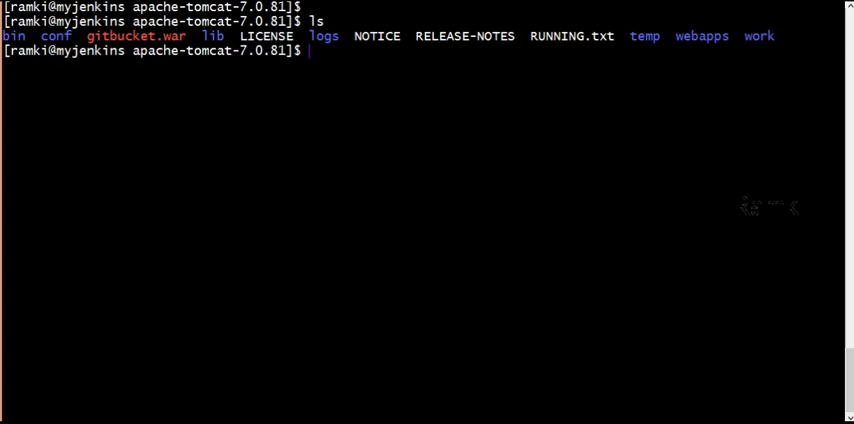 [ramki@myjenkins apache-tomcat-7.0.81]$
[ramki@myjenkins apache-tomcat-7.0.81]$ ls
bin conf gitbucket.war lib LICENSE logs NOTICE RELEASE-NOTES RUNNING.txt temp webapps work
[ramki@myjenkins apache-tomcat-7.0.81]$